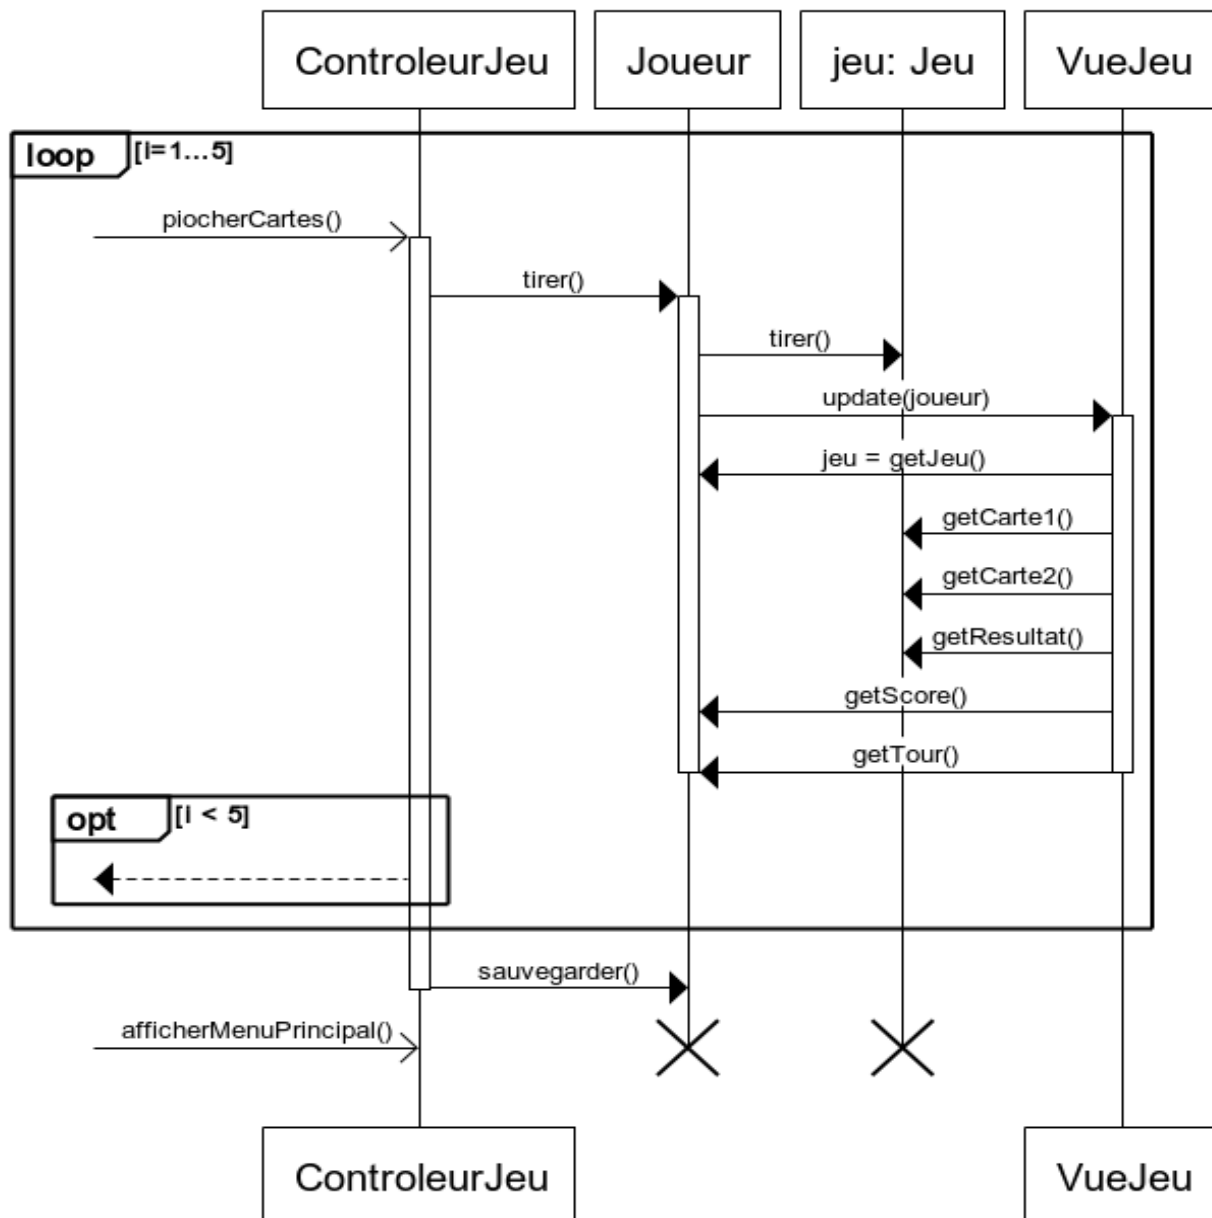 ControleurJeu
Joueur
jeu: Jeu
VueJeu
loop
[i=1...5]
piocherCartes()
tirer()
tirer()
update(joueur)
jeu = getJeu()
getCarte1()
getCarte2()
getResultat()
getScore()
getTour()
opt
[i < 5]
sauvegarder()
afficherMenuPrincipal()
ControleurJeu
VueJeu